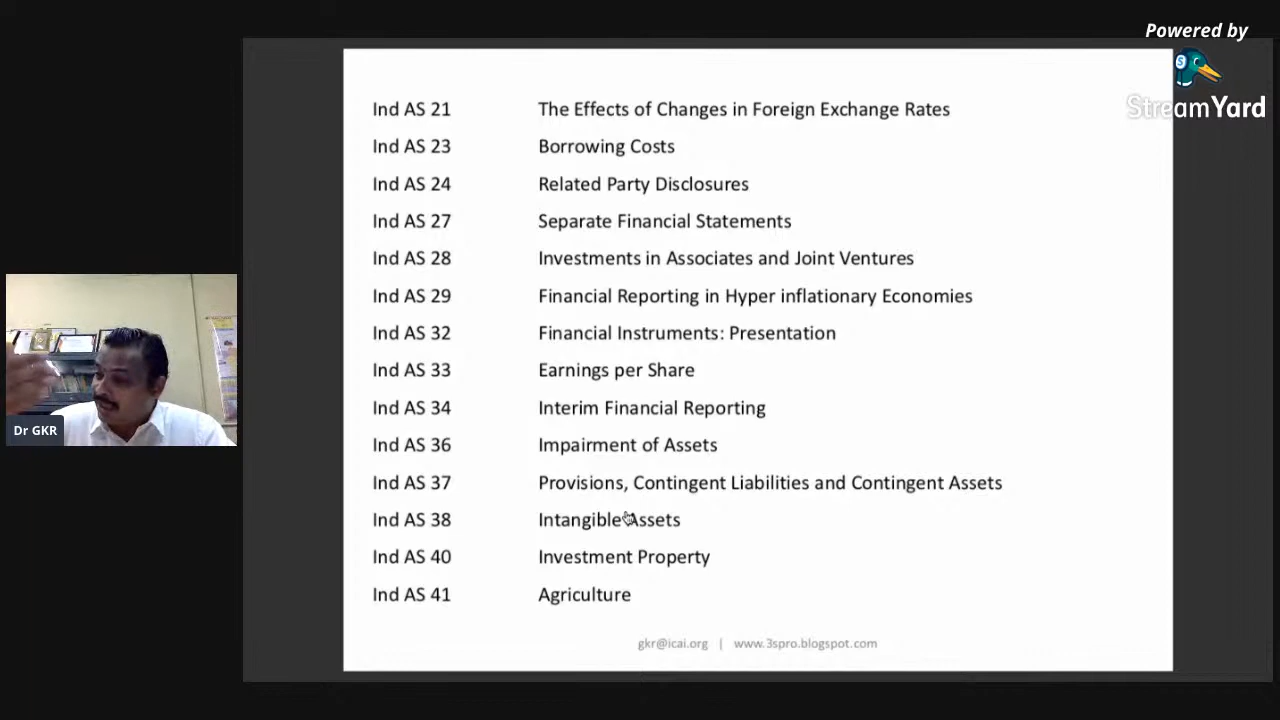 Powered by
StreamYard
Ind AS 21 The Effects of Changes in Foreign Exchange Rates
Ind AS 23 Borrowing Costs
Ind AS 24 Related Party Disclosures
Ind AS 27 Separate Financial Statements
Ind AS 28 Investments in Associates and Joint Ventures
Ind AS 29 Financial Reporting in Hyper inflationary Economies
Ind AS 32 Financial Instruments: Presentation
Ind AS 33 Earnings per Share
Ind AS 34 Interim Financial Reporting
Ind AS 36 Impairment of Assets
Ind AS 37 Provisions, Contingent Liabilities and Contingent Assets
Ind AS 38 Intangible Assets
Ind AS 40 Investment Property
Ind AS 41 Agriculture
gkr@icai.org | www.3spro.blogspot.com
Dr GKR